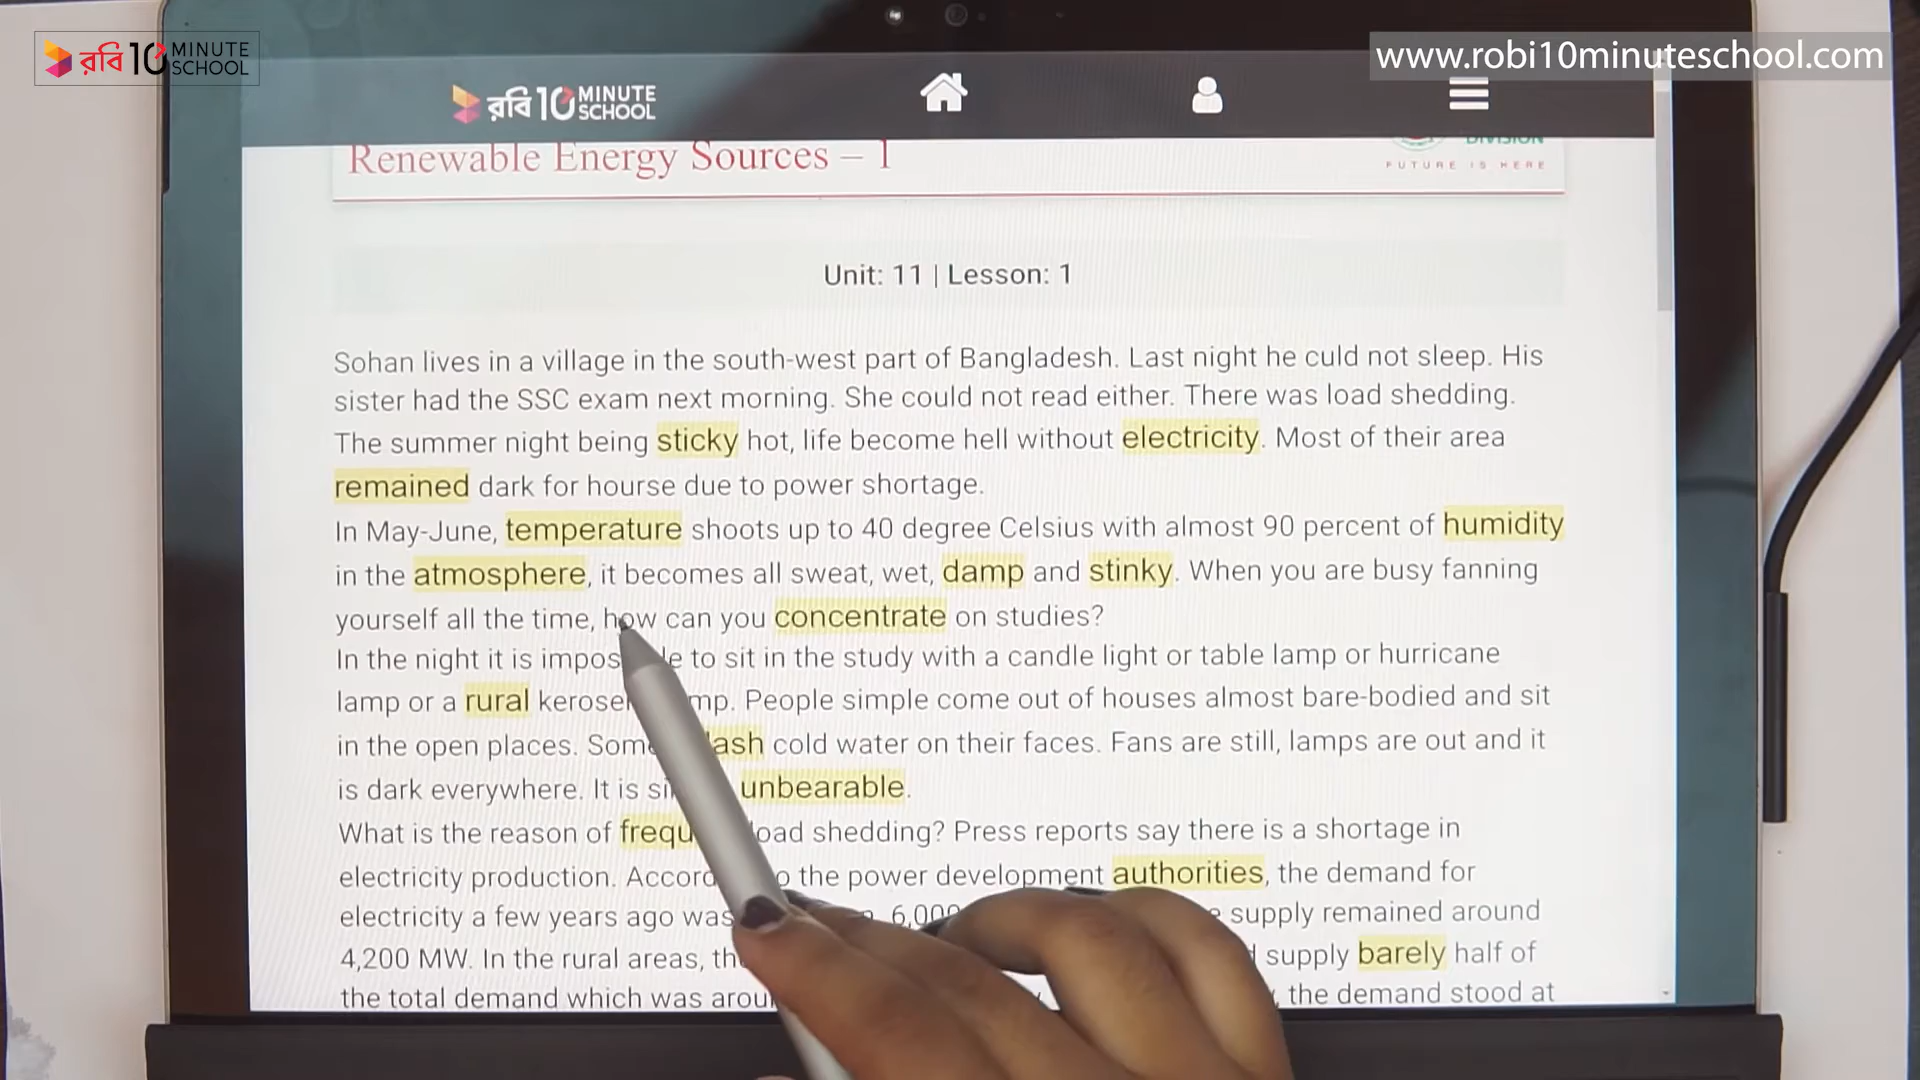 রবি 10 MINUTE SCHOOL
www.robi10minuteschool.com
রবি 10 MINUTE SCHOOL
Renewable Energy Sources – 1
DIVISION
FUTURE IS HERE
Unit: 11 | Lesson: 1
Sohan lives in a village in the south-west part of Bangladesh. Last night he culd not sleep. His
sister had the SSC exam next morning. She could not read either. There was load shedding.
The summer night being sticky hot, life become hell without electricity. Most of their area
remained dark for hourse due to power shortage.
In May-June, temperature shoots up to 40 degree Celsius with almost 90 percent of humidity
in the atmosphere, it becomes all sweat, wet, damp and stinky. When you are busy fanning
yourself all the time, how can you concentrate on studies?
In the night it is to sit in the study with a candle light or table lamp or hurricane
lamp or a rural People simple come out of houses almost bare-bodied and sit
in the open places. cold water on their faces. Fans are still, lamps are out and it
is dark everywhere. It is unbearable.
What is the reason of load shedding? Press reports say there is a shortage in
electricity production. the power development authorities, the demand for
electricity a few years ago was 6,000 supply remained around
4,200 MW. In the rural areas, supply barely half of
the total demand which was the demand stood at